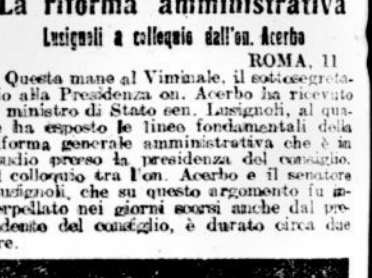 La riforma amministrativa
Lusignoli a colloquio dall'on. Acerbo
ROMA, 11
Questa mane al Viminale, il sottosegreta-
io alla Presidenza on. Acerbo ha ricevuto
ministro di Stato sen. Lusignoli, al qua-
e ha esposto le linee fondamentali della
forma generale amministrativa che è in
udio presso la presidenza del consiglio.
l colloquio tra l'on. Acerbo e il senatore
usignoli, che su questo argomento fu in-
erpellato nei giorni scorsi anche dal pre-
dente del consiglio, è durato circa due
re.